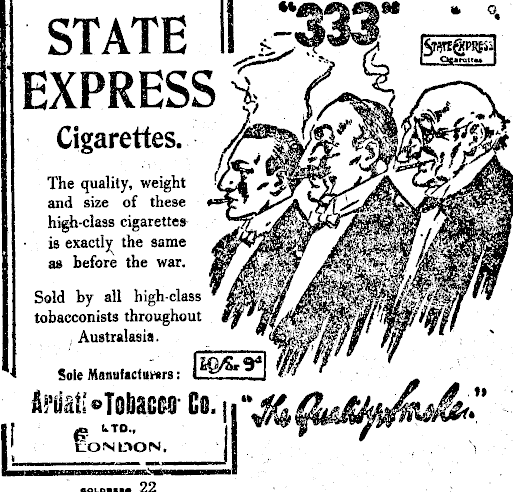 STATE
EXPRESS
Cigarettes.
The quality, weight
and size of these
high-class cigarettes
is exactly the same
as before the war.
Sold by all high-class
tobacconists throughout
Australasia.
Sole Manufacturers:
Ardath Tobacco Co.
LTD.,
LONDON.
"333"
STATE EXPRESS
Cigarettes
10 for 9d
"The Quality Smoke."
22